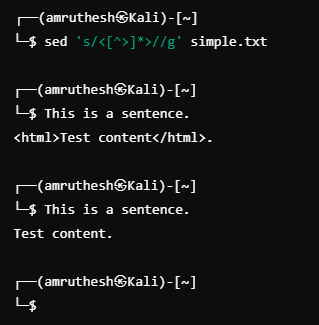 ┌──(amruthesh㉿Kali)-[~]
└─$ sed 's/<[^>]*>//g' simple.txt
┌──(amruthesh㉿Kali)-[~]
└─$ This is a sentence.
<html>Test content</html>.
┌──(amruthesh㉿Kali)-[~]
└─$ This is a sentence.
Test content.
┌──(amruthesh㉿Kali)-[~]
└─$